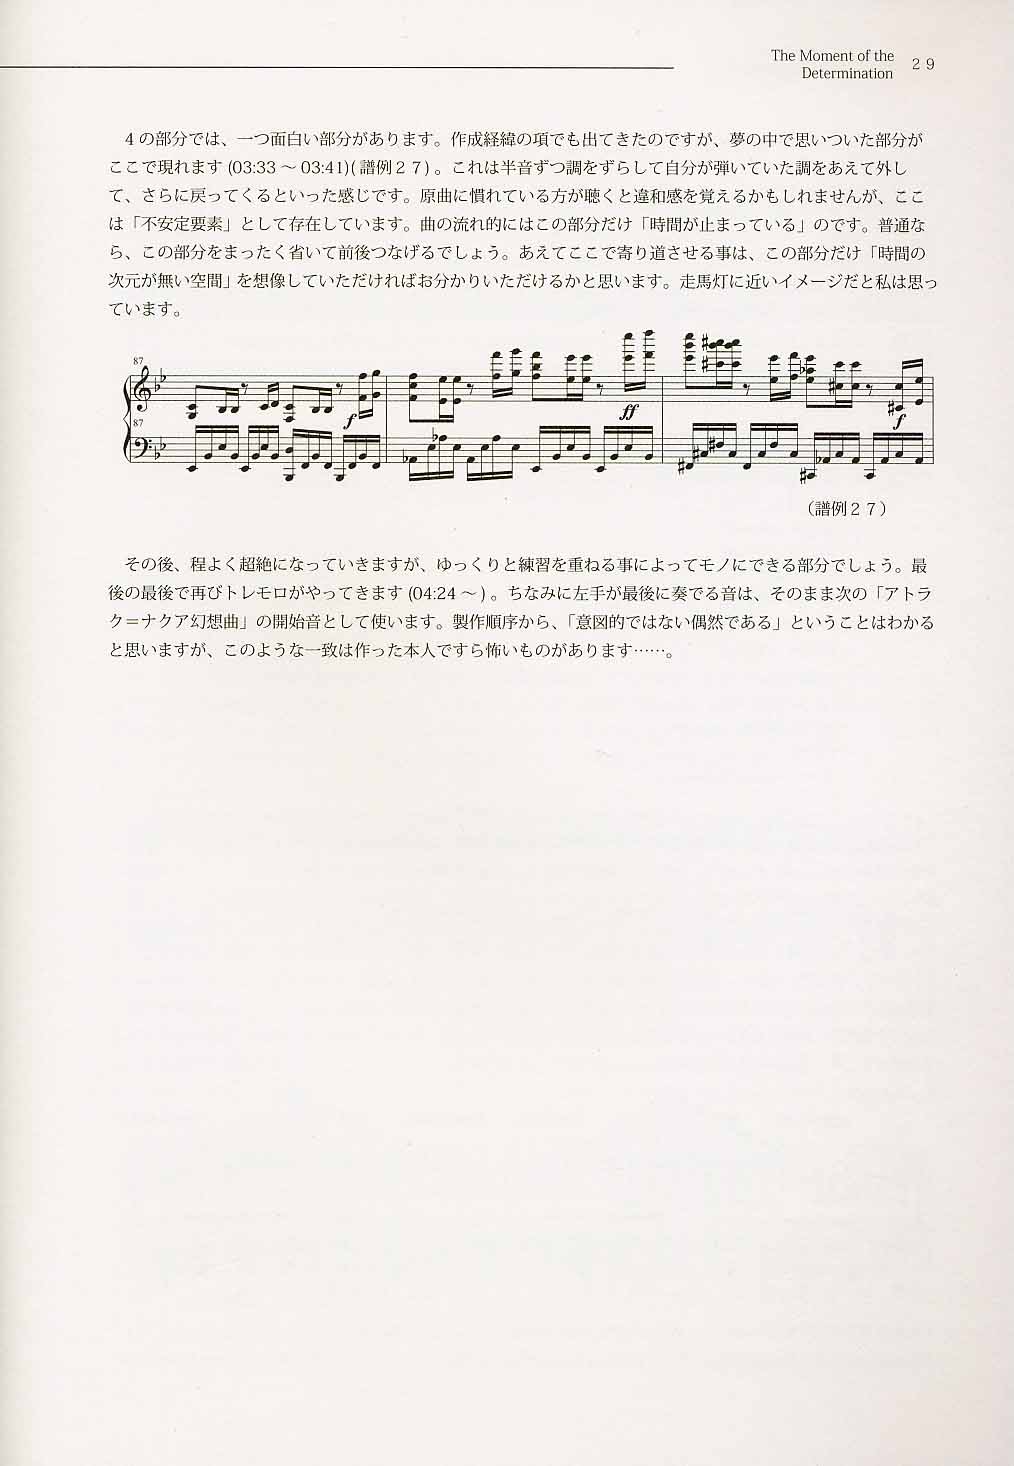 The Moment of the
Determination
２９
４の部分では、一つ面白い部分があります。作成経緯の項でも出てきたのですが、夢の中で思いついた部分が
ここで現れます (03:33 ～ 03:41)( 譜例２７) 。これは半音ずつ調をずらして自分が弾いていた調をあえて外し
て、さらに戻ってくるといった感じです。原曲に慣れている方が聴くと違和感を覚えるかもしれませんが、ここ
は「不安定要素」として存在しています。曲の流れ的にはこの部分だけ「時間が止まっている」のです。普通な
ら、この部分をまったく省いて前後つなげるでしょう。あえてここで寄り道させる事は、この部分だけ「時間の
次元が無い空間」を想像していただければお分かりいただけるかと思います。走馬灯に近いイメージだと私は思っ
ています。
87
87
f
ff
f
（譜例２７）
その後、程よく超絶になっていきますが、ゆっくりと練習を重ねる事によってモノにできる部分でしょう。最
後の最後で再びトレモロがやってきます (04:24 ～ ) 。ちなみに左手が最後に奏でる音は、そのまま次の「アトラ
ク＝ナクア幻想曲」の開始音として使います。製作順序から、「意図的ではない偶然である」ということはわかる
と思いますが、このような一致は作った本人ですら怖いものがあります……。